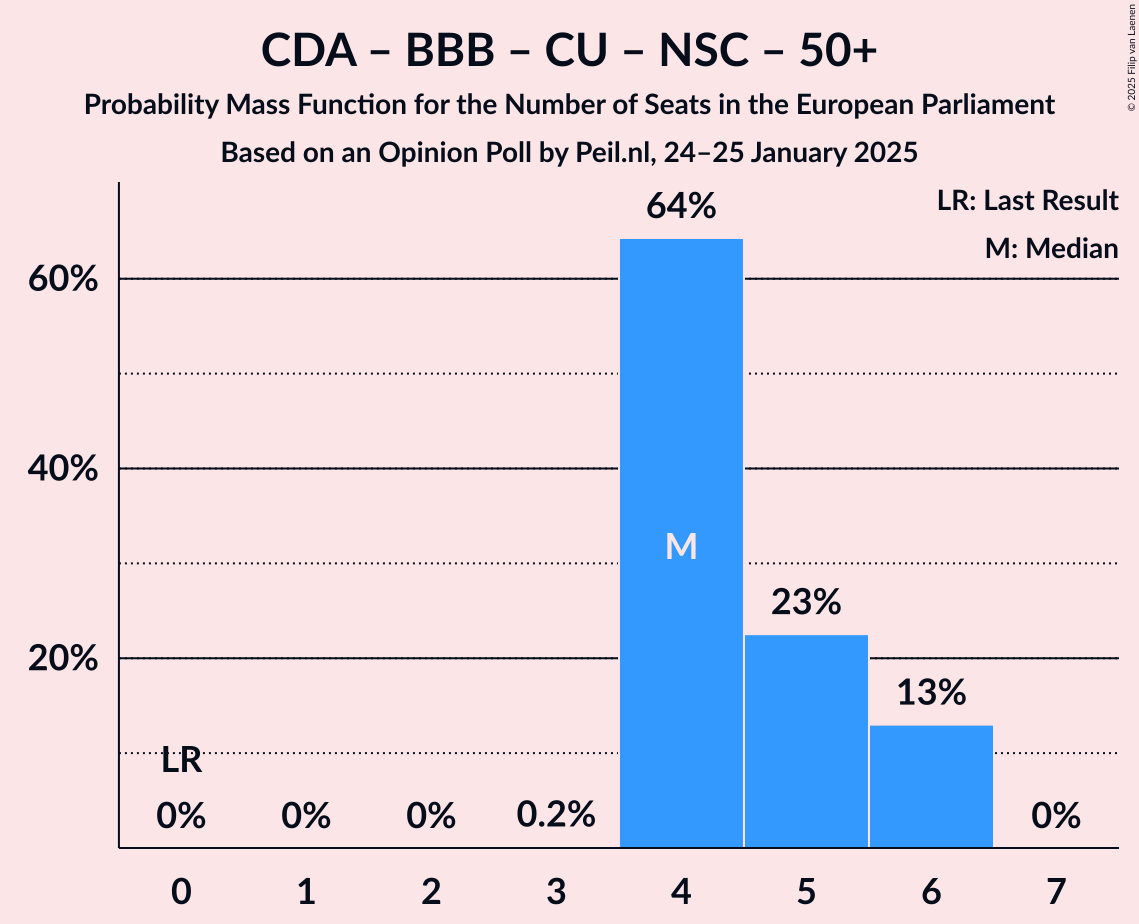 CDA – BBB – CU – NSC – 50+
Probability Mass Function for the Number of Seats in the European Parliament
Based on an Opinion Poll by Peil.nl, 24–25 January 2025
© 2025 Filip van Laenen
LR: Last Result
M: Median
60%
40%
20%
64%
M
23%
13%
LR
0%
0%
0%
0.2%
0%
0 1 2 3 4 5 6 7